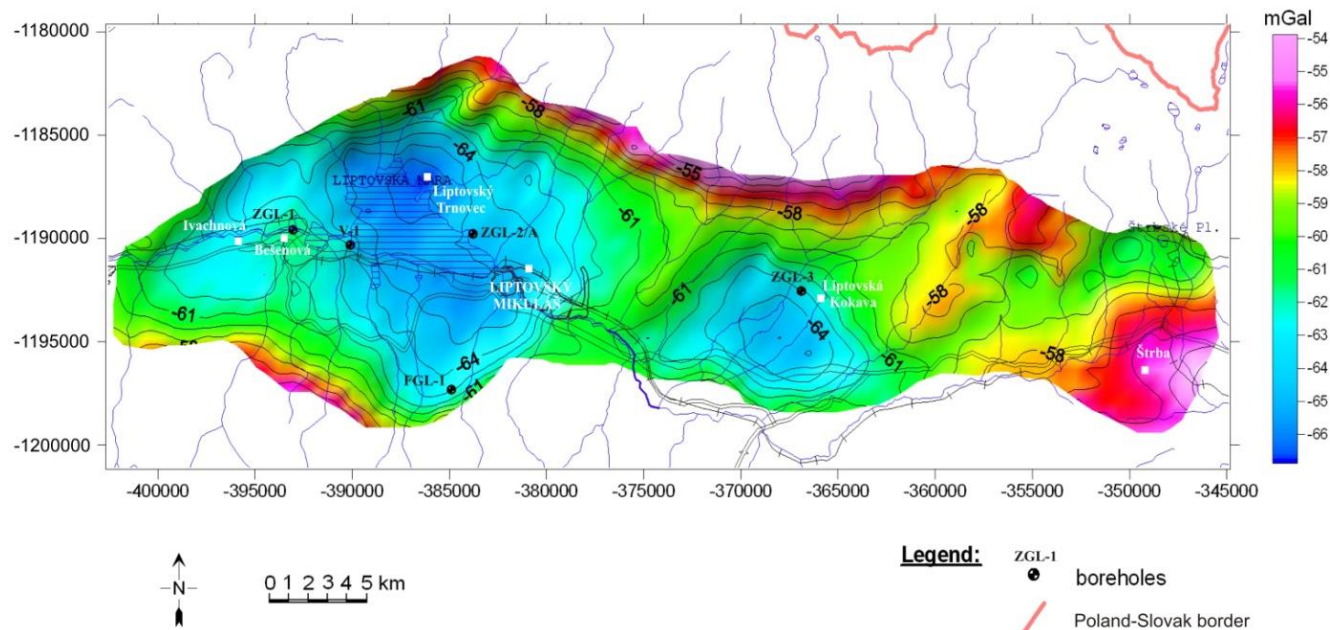 mGal
-1180000
-1185000
-1190000
-1195000
-1200000
-54
-55
-56
-57
-58
-59
-60
-61
-62
-63
-64
-65
-66
-61
-58
-64
-55
-58
-61
-58
-61
-58
-64
-61
-61
-58
-64
-61
LIPTOVSKÁ MARA
Liptovský
Trnovec
Ivachnová
ZGL-1
Bešeňová
V-1
ZGL-2/A
LIPTOVSKÝ
MIKULÁŠ
FGL-1
ZGL-3
Liptovská
Kokava
Štrbské Pl.
Štrba
-400000
-395000
-390000
-385000
-380000
-375000
-370000
-365000
-360000
-355000
-350000
-345000
N
0 1 2 3 4 5 km
Legend:
ZGL-1
boreholes
Poland-Slovak border